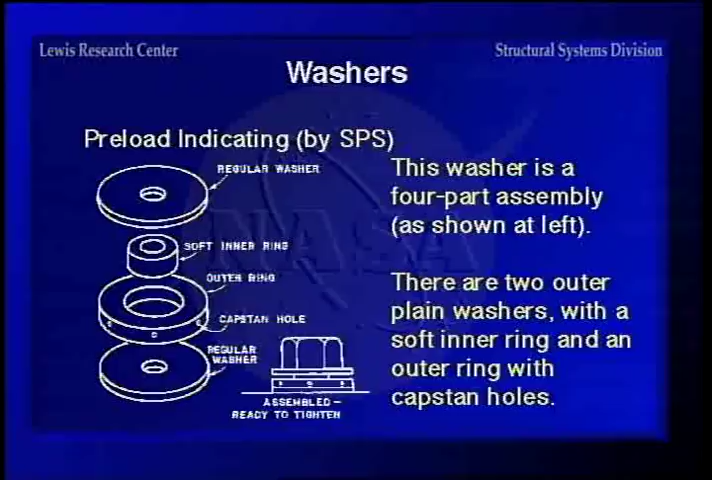 Lewis Research Center
Structural Systems Division
Washers
Preload Indicating (by SPS)
REGULAR WASHER
SOFT INNER RING
OUTER RING
CAPSTAN HOLE
REGULAR
WASHER
ASSEMBLED-
READY TO TIGHTEN
This washer is a
four-part assembly
(as shown at left).
There are two outer
plain washers, with a
soft inner ring and an
outer ring with
capstan holes.
NASA